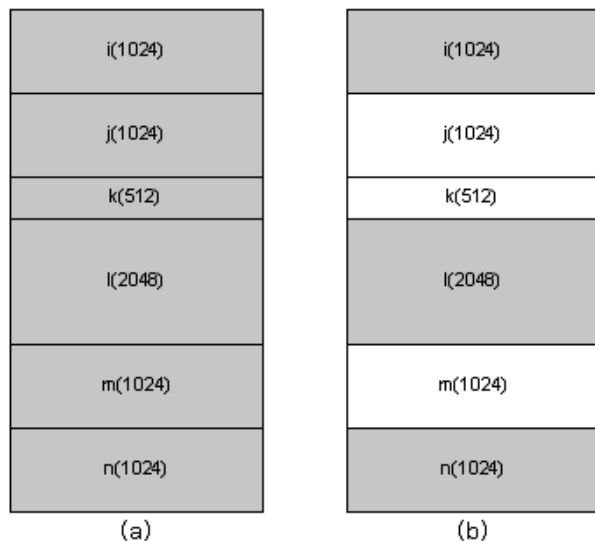 i(1024) i(1024)
j(1024) j(1024)
k(512) k(512)
l(2048) l(2048)
m(1024) m(1024)
n(1024) n(1024)
(a) (b)